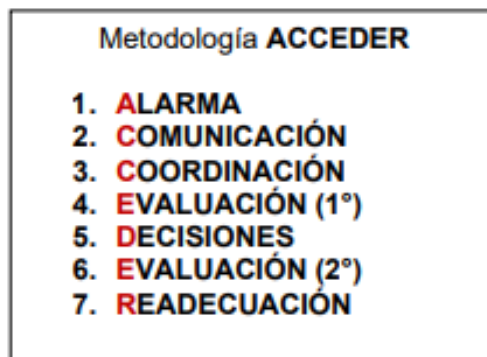 Metodología ACCEDER
1. ALARMA
2. COMUNICACIÓN
3. COORDINACIÓN
4. EVALUACIÓN (1°)
5. DECISIONES
6. EVALUACIÓN (2°)
7. READECUACIÓN